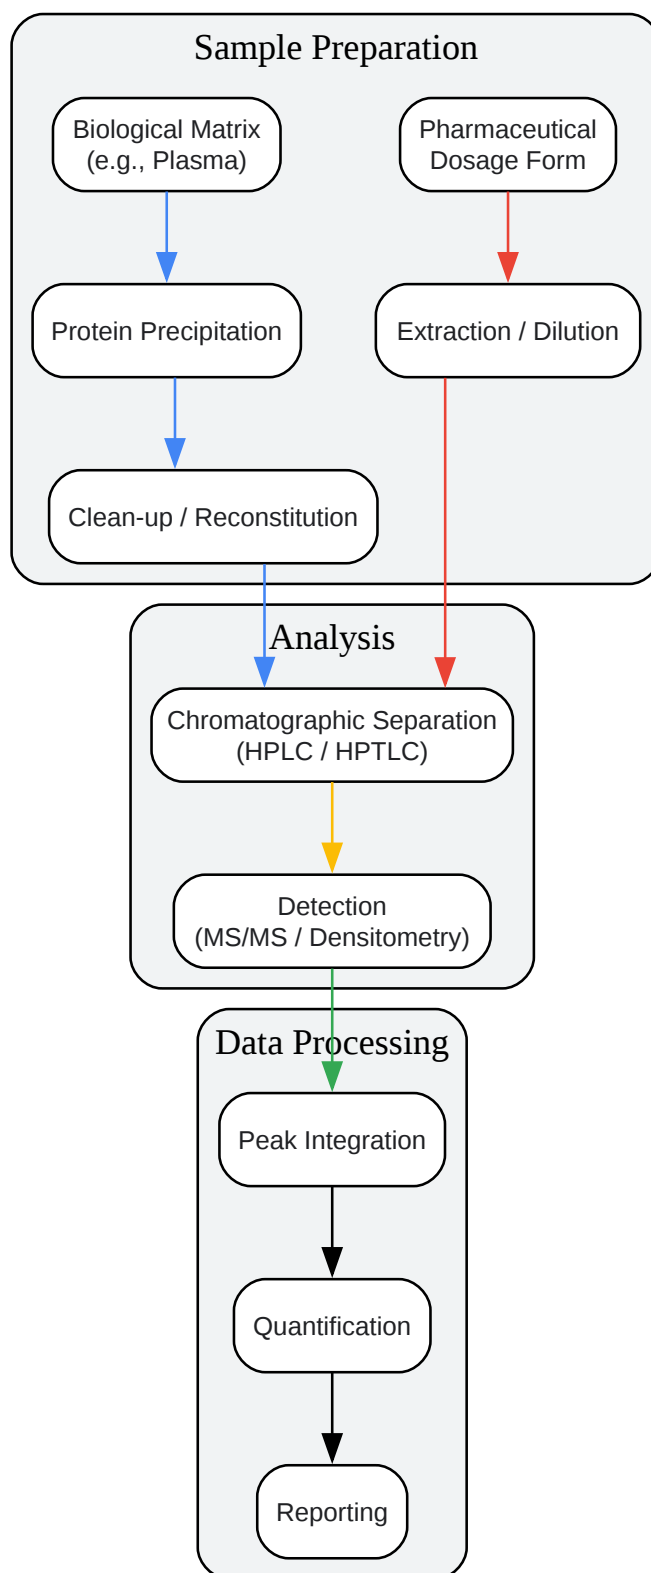 Sample Preparation
Biological Matrix
(e.g., Plasma)
Pharmaceutical
Dosage Form
Protein Precipitation
Extraction / Dilution
Clean-up / Reconstitution
Analysis
Chromatographic Separation
(HPLC / HPTLC)
Detection
(MS/MS / Densitometry)
Data Processing
Peak Integration
Quantification
Reporting